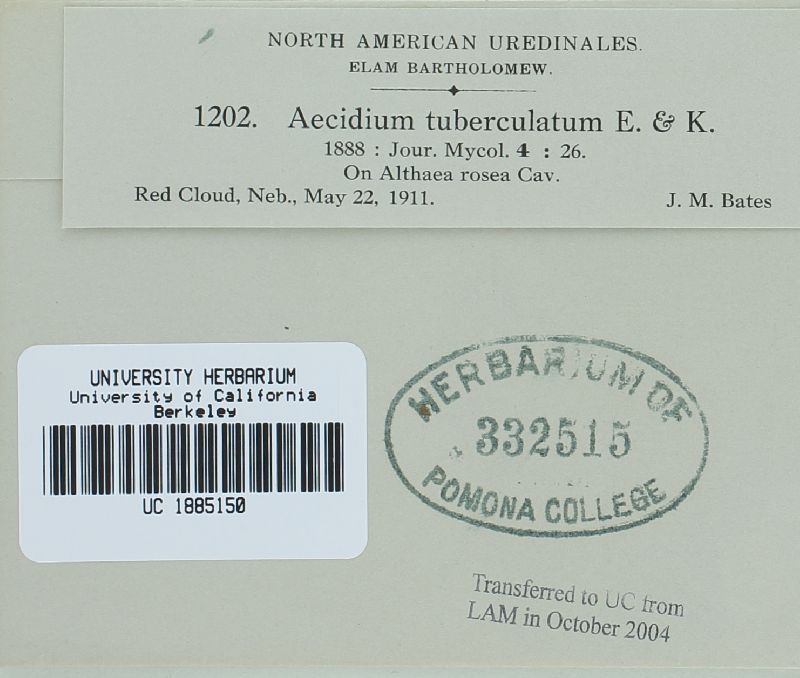 NORTH AMERICAN UREDINALES.
ELAM BARTHOLOMEW.
1202. Aecidium tuberculatum E. & K.
1888 : Jour. Mycol. 4 : 26.
On Althaea rosea Cav.
Red Cloud, Neb., May 22, 1911. J. M. Bates
UNIVERSITY HERBARIUM
University of California
Berkeley
UC 1885150
HERBARIUM OF
332515
POMONA COLLEGE
Transferred to UC from
LAM in October 2004